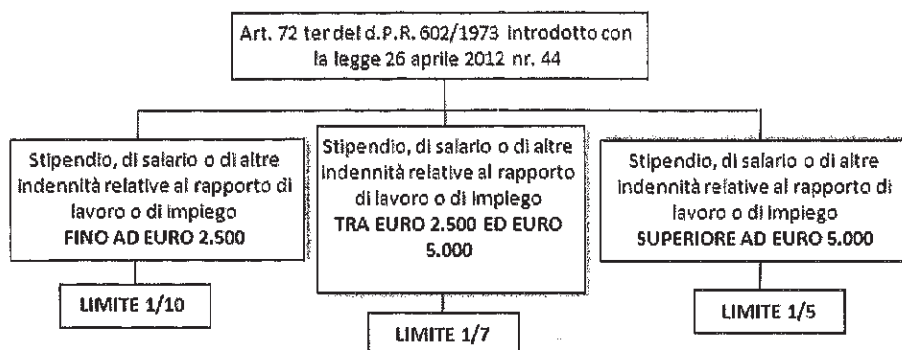 Art. 72 ter del d.P.R. 602/1973 introdotto con
la legge 26 aprile 2012 nr. 44
Stipendio, di salario o di altre
indennità relative al rapporto di
lavoro o di impiego
FINO AD EURO 2.500
LIMITE 1/10
Stipendio, di salario o di altre
indennità relative al rapporto
di lavoro o di impiego
TRA EURO 2.500 ED EURO
5.000
LIMITE 1/7
Stipendio, di salario o di altre
indennità relative al rapporto di
lavoro o di impiego
SUPERIORE AD EURO 5.000
LIMITE 1/5